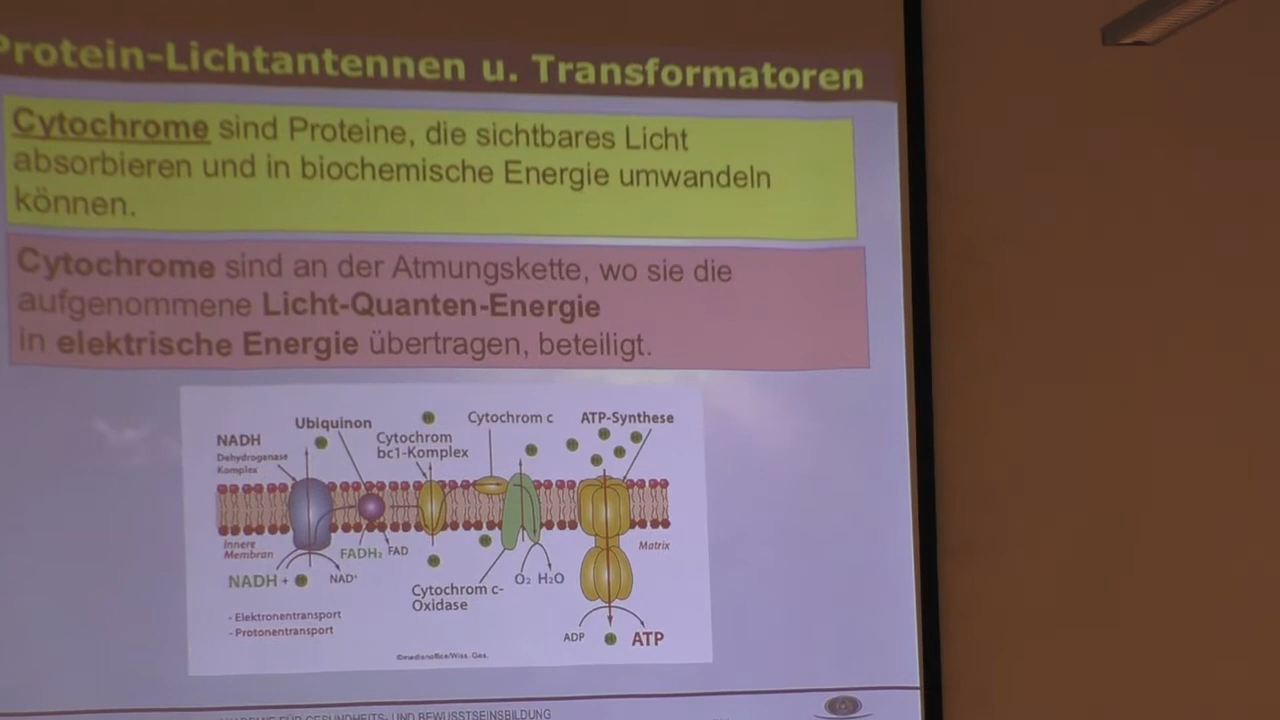 Protein-Lichtantennen u. Transformatoren
Cytochrome sind Proteine, die sichtbares Licht
absorbieren und in biochemische Energie umwandeln
können.
Cytochrome sind an der Atmungskette, wo sie die
aufgenommene Licht-Quanten-Energie
in elektrische Energie übertragen, beteiligt.
Ubiquinon
Cytochrom c
ATP-Synthese
NADH
Dehydrogenase
Komplex
Cytochrom
bc1-Komplex
Innere
Membran
FADH₂
FAD
Matrix
NADH +
NAD⁺
Cytochrom c-
Oxidase
O₂ H₂O
- Elektronentransport
- Protonentransport
ADP
ATP
©medianoffice/Wiss. Ges.
FÜR GESUNDHEITS- UND BEWUSSTSEINSBILDUNG